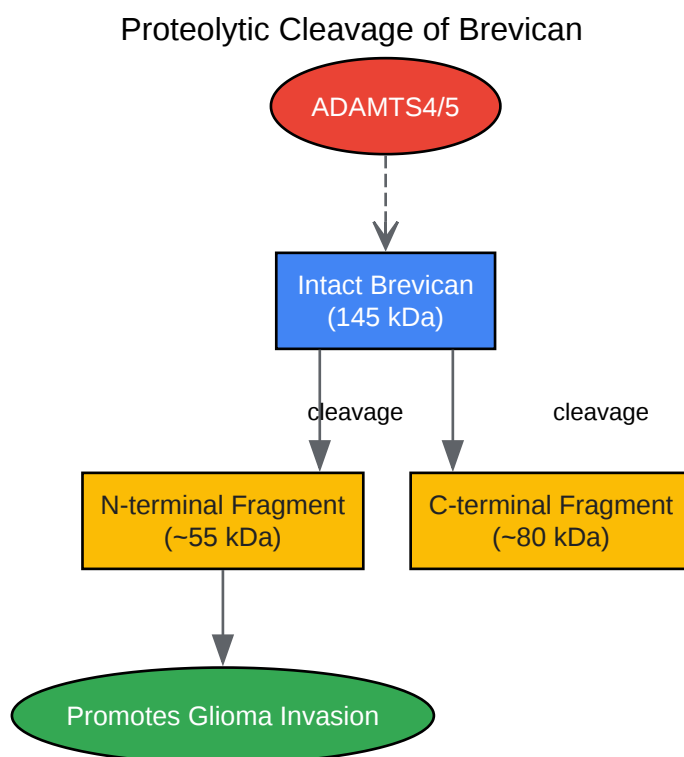 Proteolytic Cleavage of Brevican
ADAMTS4/5
Intact Brevican
(145 kDa)
cleavage
cleavage
N-terminal Fragment
(~55 kDa)
C-terminal Fragment
(~80 kDa)
Promotes Glioma Invasion